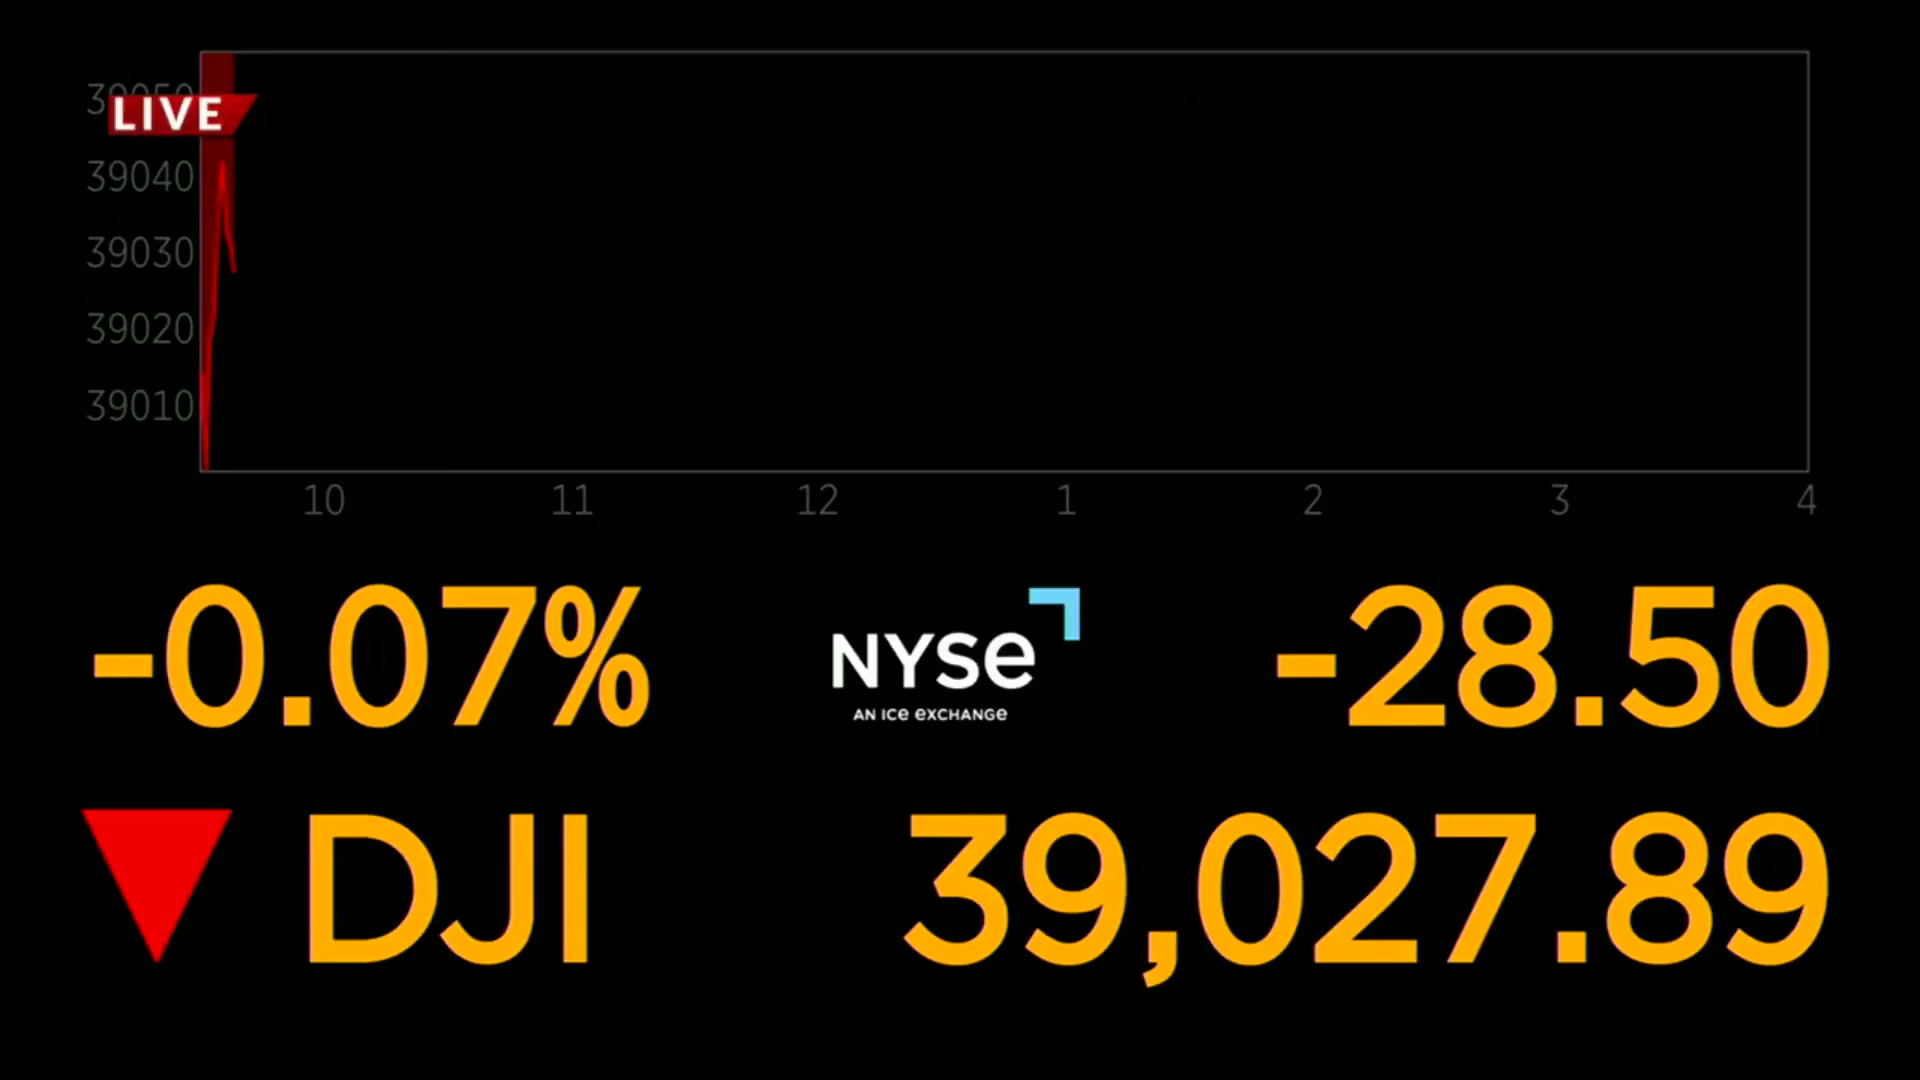 LIVE
39040
39030
39020
39010
10 11 12 1 2 3 4
-0.07% NYSE -28.50
AN ICE EXCHANGE
DJI 39,027.89